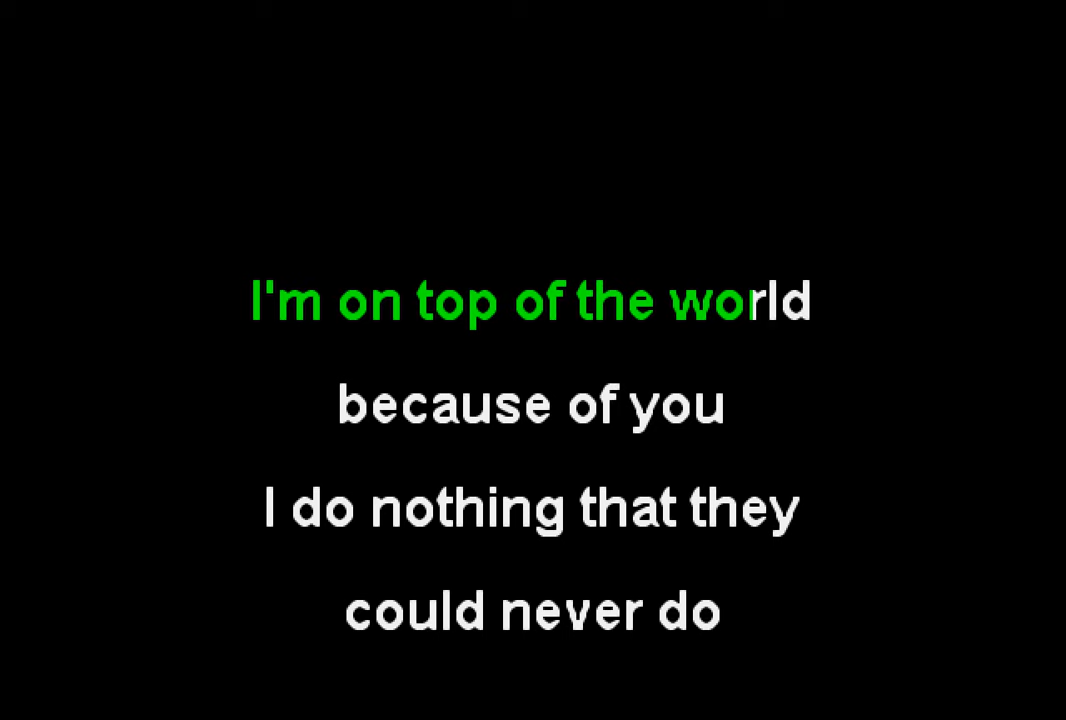 I'm on top of the world
because of you
I do nothing that they
could never do